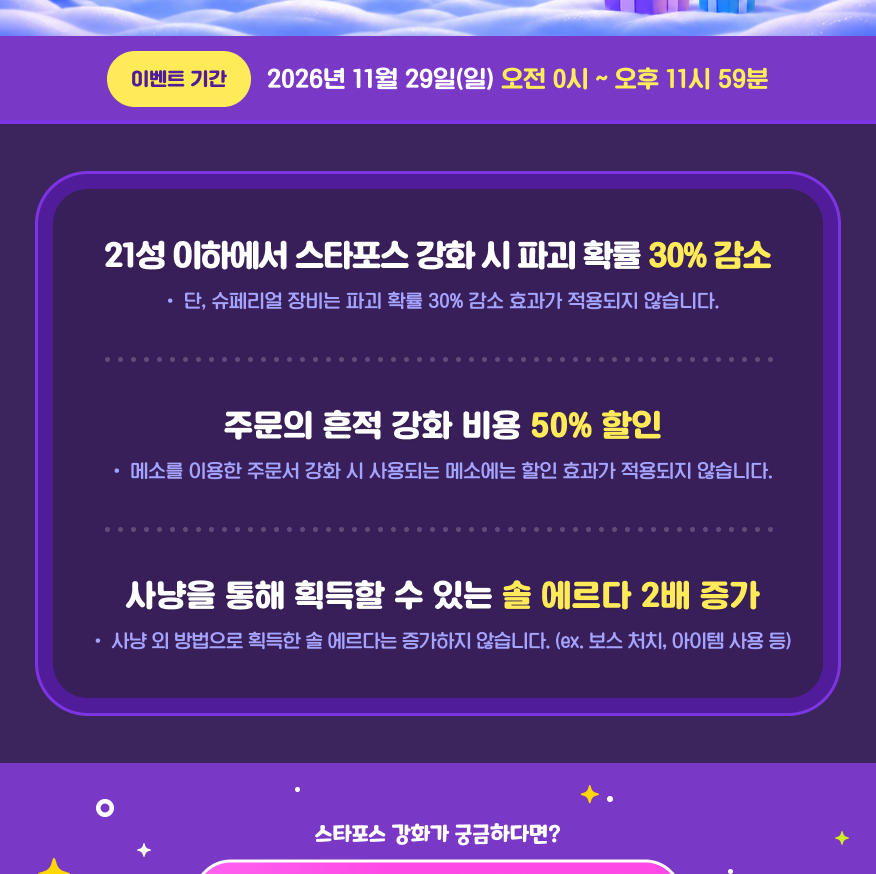 이벤트 기간 2026년 11월 29일(일) 오전 0시 ~ 오후 11시 59분
21성 이하에서 스타포스 강화 시 파괴 확률 30% 감소
• 단, 슈페리얼 장비는 파괴 확률 30% 감소 효과가 적용되지 않습니다.
주문의 흔적 강화 비용 50% 할인
• 메소를 이용한 주문서 강화 시 사용되는 메소에는 할인 효과가 적용되지 않습니다.
사냥을 통해 획득할 수 있는 솔 에르다 2배 증가
• 사냥 외 방법으로 획득한 솔 에르다는 증가하지 않습니다. (ex. 보스 처치, 아이템 사용 등)
스타포스 강화가 궁금하다면?